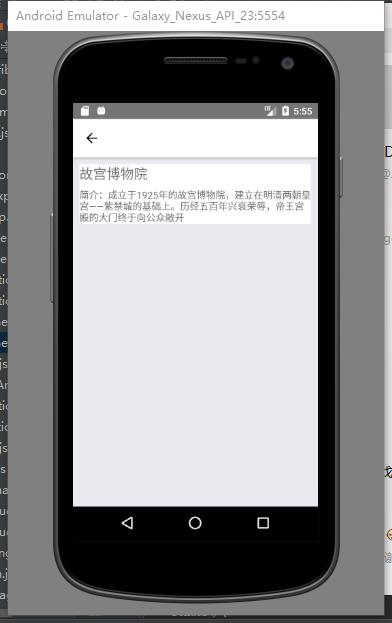 Android Emulator - Galaxy_Nexus_API_23:5554
5:55
故宫博物院
简介：成立于1925年的故宫博物院，建立在明清两朝皇
宫——紫禁城的基础上。历经五百年兴衰荣辱，帝王宫
殿的大门终于向公众敞开